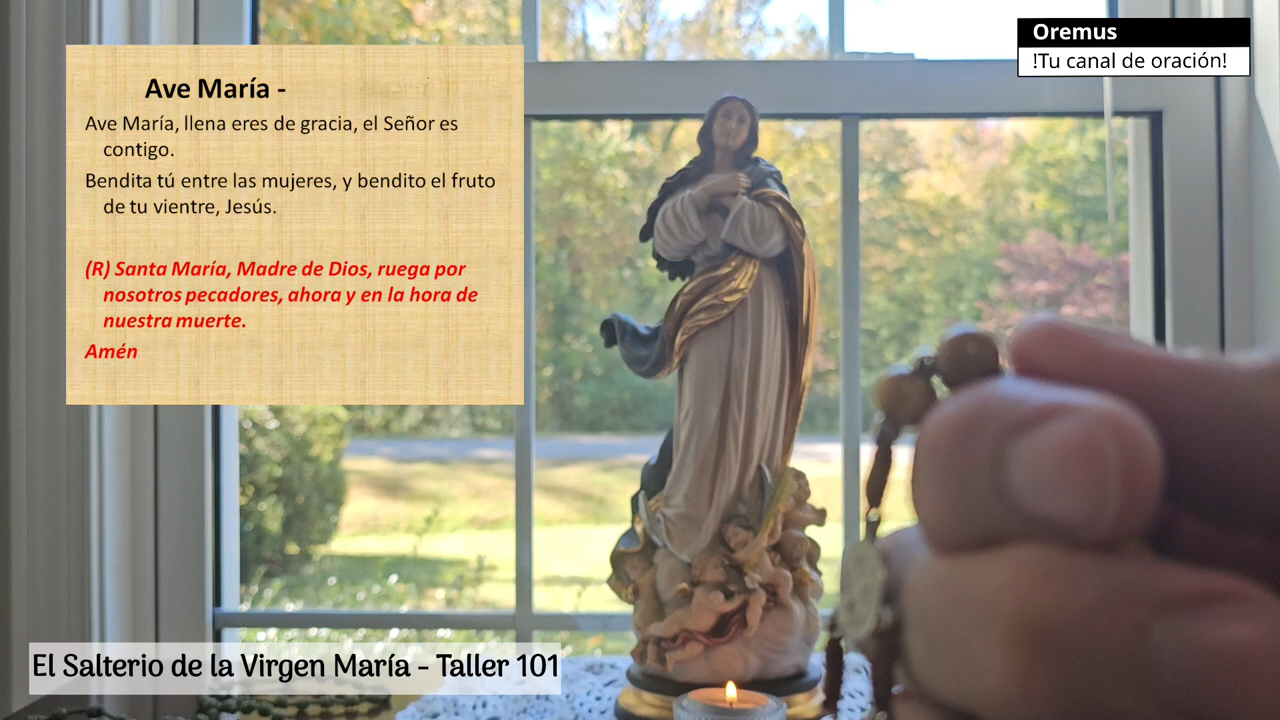 Oremus
!Tu canal de oración!
Ave María -
Ave María, llena eres de gracia, el Señor es
contigo.
Bendita tú entre las mujeres, y bendito el fruto
de tu vientre, Jesús.
(R) Santa María, Madre de Dios, ruega por
nosotros pecadores, ahora y en la hora de
nuestra muerte.
Amén
El Salterio de la Virgen María - Taller 101